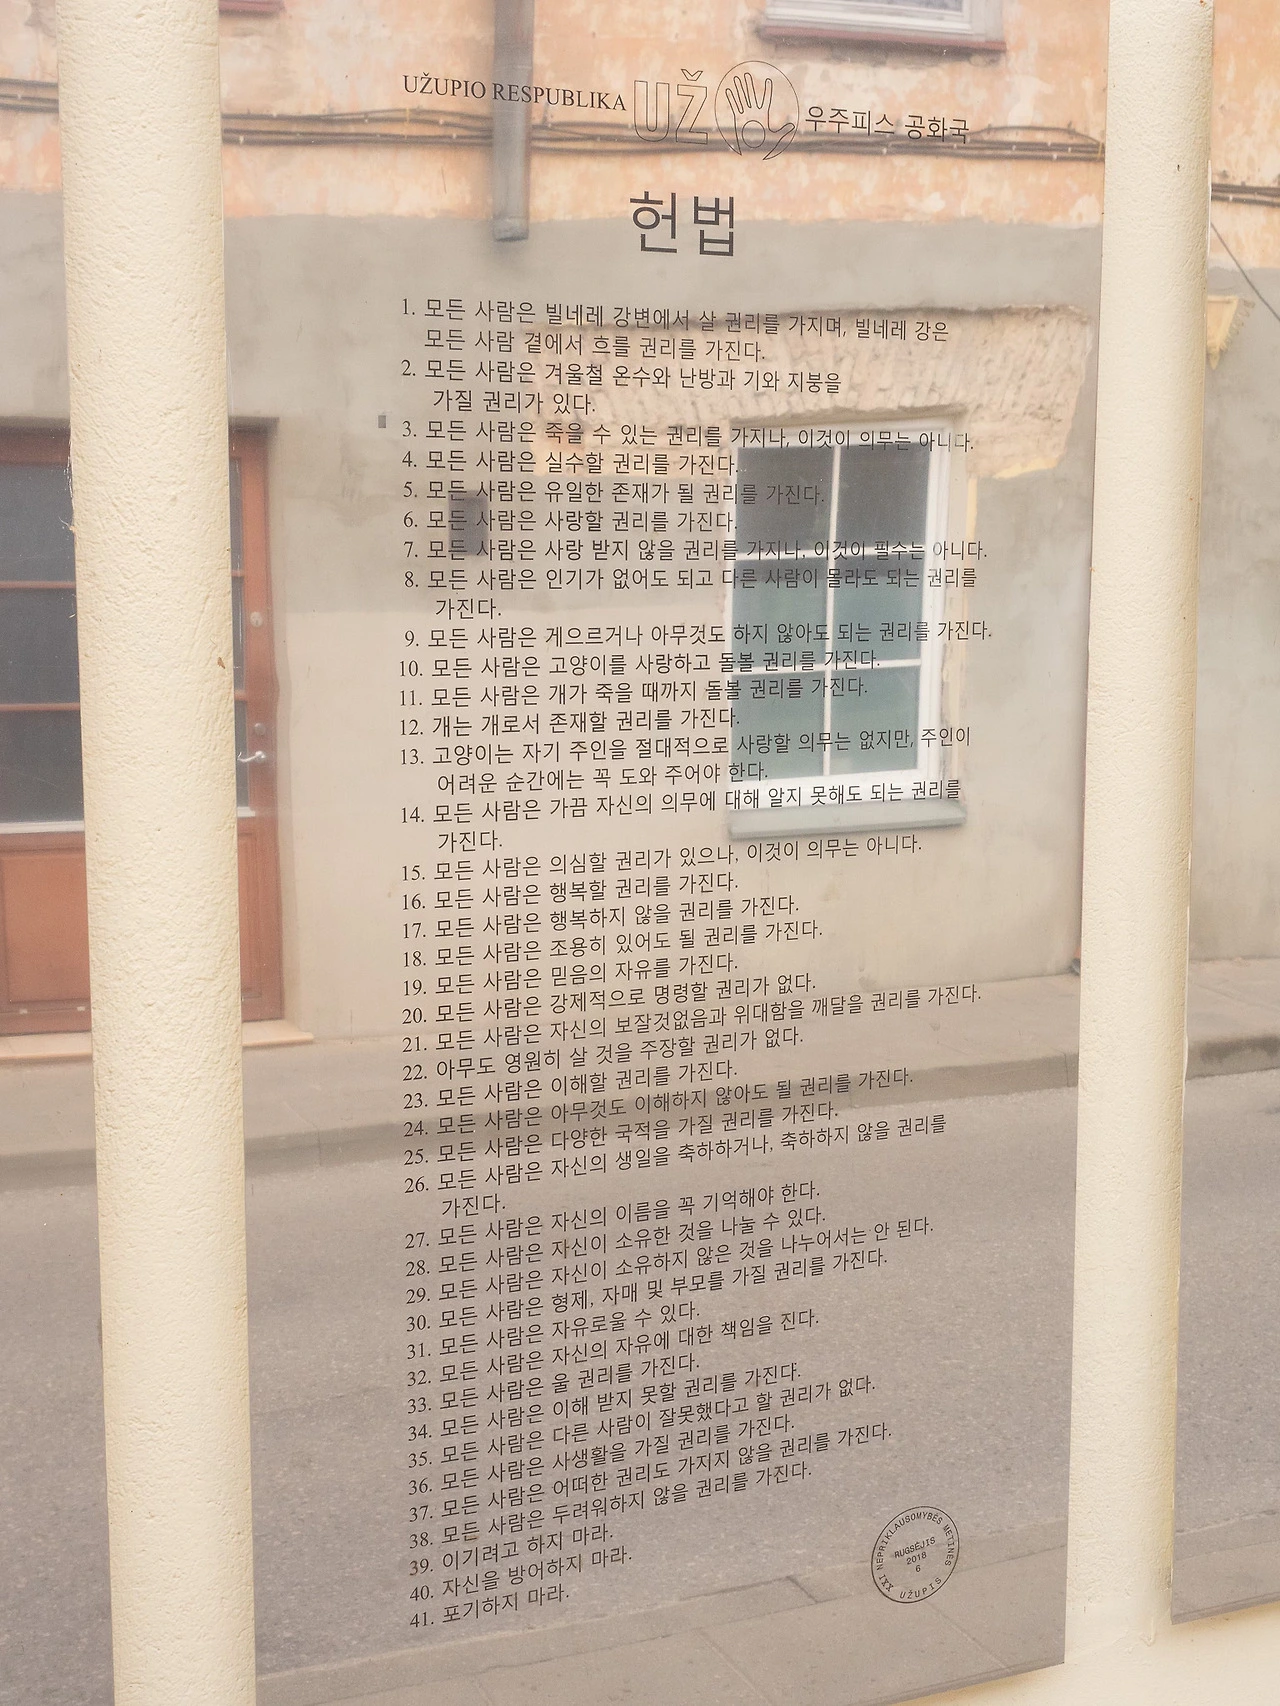 UŽUPIO RESPUBLIKA UŽ 우주피스 공화국
헌법
1. 모든 사람은 빌네레 강변에서 살 권리를 가지며, 빌네레 강은
모든 사람 곁에서 흐를 권리를 가진다.
2. 모든 사람은 겨울철 온수와 난방과 기와 지붕을
가질 권리가 있다.
3. 모든 사람은 죽을 수 있는 권리를 가지나, 이것이 의무는 아니다.
4. 모든 사람은 실수할 권리를 가진다.
5. 모든 사람은 유일한 존재가 될 권리를 가진다.
6. 모든 사람은 사랑할 권리를 가진다.
7. 모든 사람은 사랑 받지 않을 권리를 가지나, 이것이 필수는 아니다.
8. 모든 사람은 인기가 없어도 되고 다른 사람이 몰라도 되는 권리를
가진다.
9. 모든 사람은 게으르거나 아무것도 하지 않아도 되는 권리를 가진다.
10. 모든 사람은 고양이를 사랑하고 돌볼 권리를 가진다.
11. 모든 사람은 개가 죽을 때까지 돌볼 권리를 가진다.
12. 개는 개로서 존재할 권리를 가진다.
13. 고양이는 자기 주인을 절대적으로 사랑할 의무는 없지만, 주인이
어려운 순간에는 꼭 도와 주어야 한다.
14. 모든 사람은 가끔 자신의 의무에 대해 알지 못해도 되는 권리를
가진다.
15. 모든 사람은 의심할 권리가 있으나, 이것이 의무는 아니다.
16. 모든 사람은 행복할 권리를 가진다.
17. 모든 사람은 행복하지 않을 권리를 가진다.
18. 모든 사람은 조용히 있어도 될 권리를 가진다.
19. 모든 사람은 믿음의 자유를 가진다.
20. 모든 사람은 강제적으로 명령할 권리가 없다.
21. 모든 사람은 자신의 보잘것없음과 위대함을 깨달을 권리를 가진다.
22. 아무도 영원히 살 것을 주장할 권리가 없다.
23. 모든 사람은 이해할 권리를 가진다.
24. 모든 사람은 아무것도 이해하지 않아도 될 권리를 가진다.
25. 모든 사람은 다양한 국적을 가질 권리를 가진다.
26. 모든 사람은 자신의 생일을 축하하거나, 축하하지 않을 권리를
가진다.
27. 모든 사람은 자신의 이름을 꼭 기억해야 한다.
28. 모든 사람은 자신이 소유한 것을 나눌 수 있다.
29. 모든 사람은 자신이 소유하지 않은 것을 나누어서는 안 된다.
30. 모든 사람은 형제, 자매 및 부모를 가질 권리를 가진다.
31. 모든 사람은 자유로울 수 있다.
32. 모든 사람은 자신의 자유에 대한 책임을 진다.
33. 모든 사람은 울 권리를 가진다.
34. 모든 사람은 이해 받지 못할 권리를 가진다.
35. 모든 사람은 다른 사람이 잘못했다고 할 권리가 없다.
36. 모든 사람은 사생활을 가질 권리를 가진다.
37. 모든 사람은 어떠한 권리도 가지지 않을 권리를 가진다.
38. 모든 사람은 두려워하지 않을 권리를 가진다.
39. 이기려고 하지 마라.
40. 자신을 방어하지 마라.
41. 포기하지 마라.
XXI NEPRIKLAUSOMYBĖS METINĖS
RUGSĖJIS
2018
6
UŽUPIS